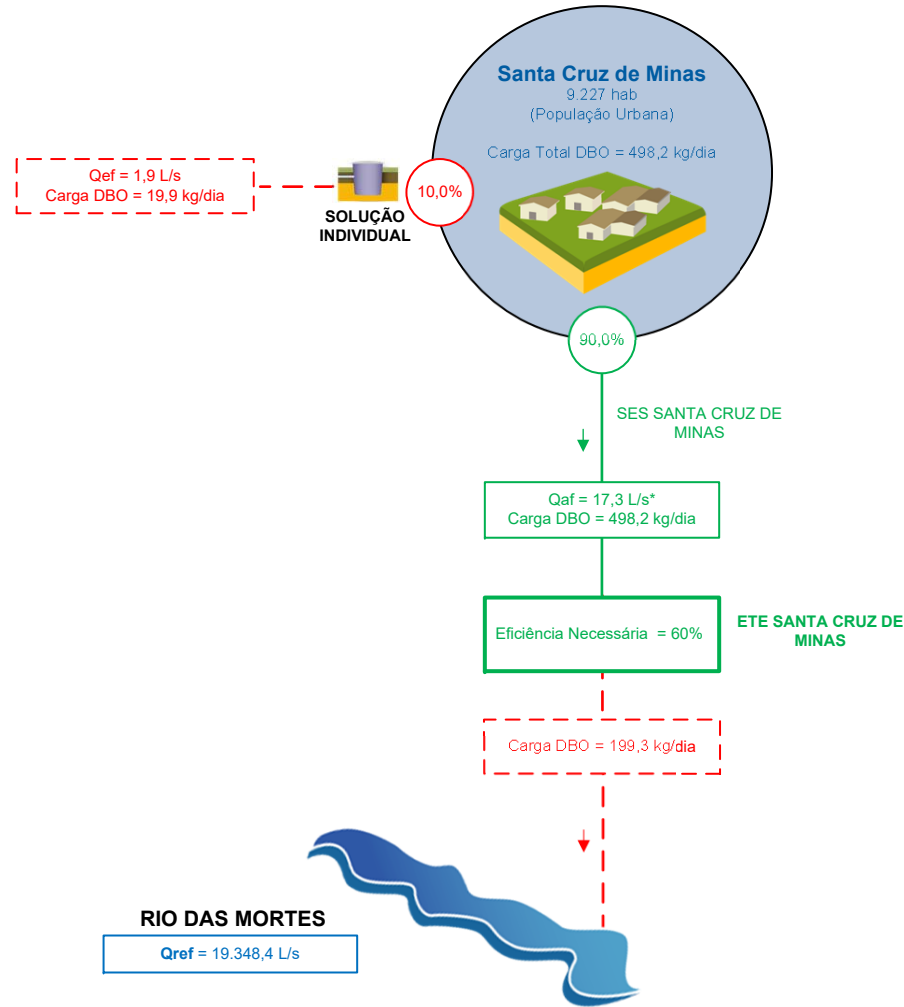 Santa Cruz de Minas
9.227 hab
(População Urbana)
Carga Total DBO = 498,2 kg/dia
Qef = 1,9 L/s
Carga DBO = 19,9 kg/dia
SOLUÇÃO
INDIVIDUAL
10,0%
90,0%
SES SANTA CRUZ DE
MINAS
Qaf = 17,3 L/s*
Carga DBO = 498,2 kg/dia
Eficiência Necessária = 60%
ETE SANTA CRUZ DE
MINAS
Carga DBO = 199,3 kg/dia
RIO DAS MORTES
Qref = 19.348,4 L/s